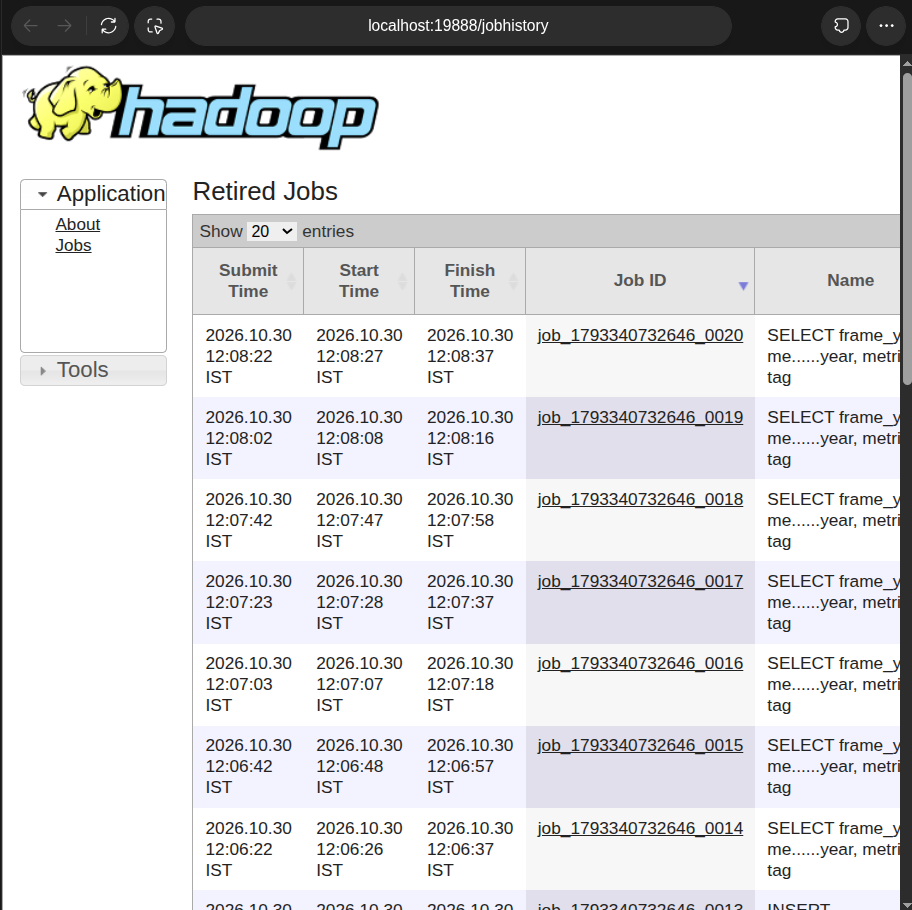 localhost:19888/jobhistory
hadoop
Application
About
Jobs
Tools
Retired Jobs
Show 20 entries
Submit Time Start Time Finish Time Job ID Name
2026.10.30 2026.10.30 2026.10.30 job_1793340732646_0020 SELECT frame_y
12:08:22 12:08:27 12:08:37 me......year, metri
IST IST IST tag
2026.10.30 2026.10.30 2026.10.30 job_1793340732646_0019 SELECT frame_y
12:08:02 12:08:08 12:08:16 me......year, metri
IST IST IST tag
2026.10.30 2026.10.30 2026.10.30 job_1793340732646_0018 SELECT frame_y
12:07:42 12:07:47 12:07:58 me......year, metri
IST IST IST tag
2026.10.30 2026.10.30 2026.10.30 job_1793340732646_0017 SELECT frame_y
12:07:23 12:07:28 12:07:37 me......year, metri
IST IST IST tag
2026.10.30 2026.10.30 2026.10.30 job_1793340732646_0016 SELECT frame_y
12:07:03 12:07:07 12:07:18 me......year, metri
IST IST IST tag
2026.10.30 2026.10.30 2026.10.30 job_1793340732646_0015 SELECT frame_y
12:06:42 12:06:48 12:06:57 me......year, metri
IST IST IST tag
2026.10.30 2026.10.30 2026.10.30 job_1793340732646_0014 SELECT frame_y
12:06:22 12:06:26 12:06:37 me......year, metri
IST IST IST tag
2026.10.30 2026.10.30 2026.10.30 job_1793340732646_0013 INSERT